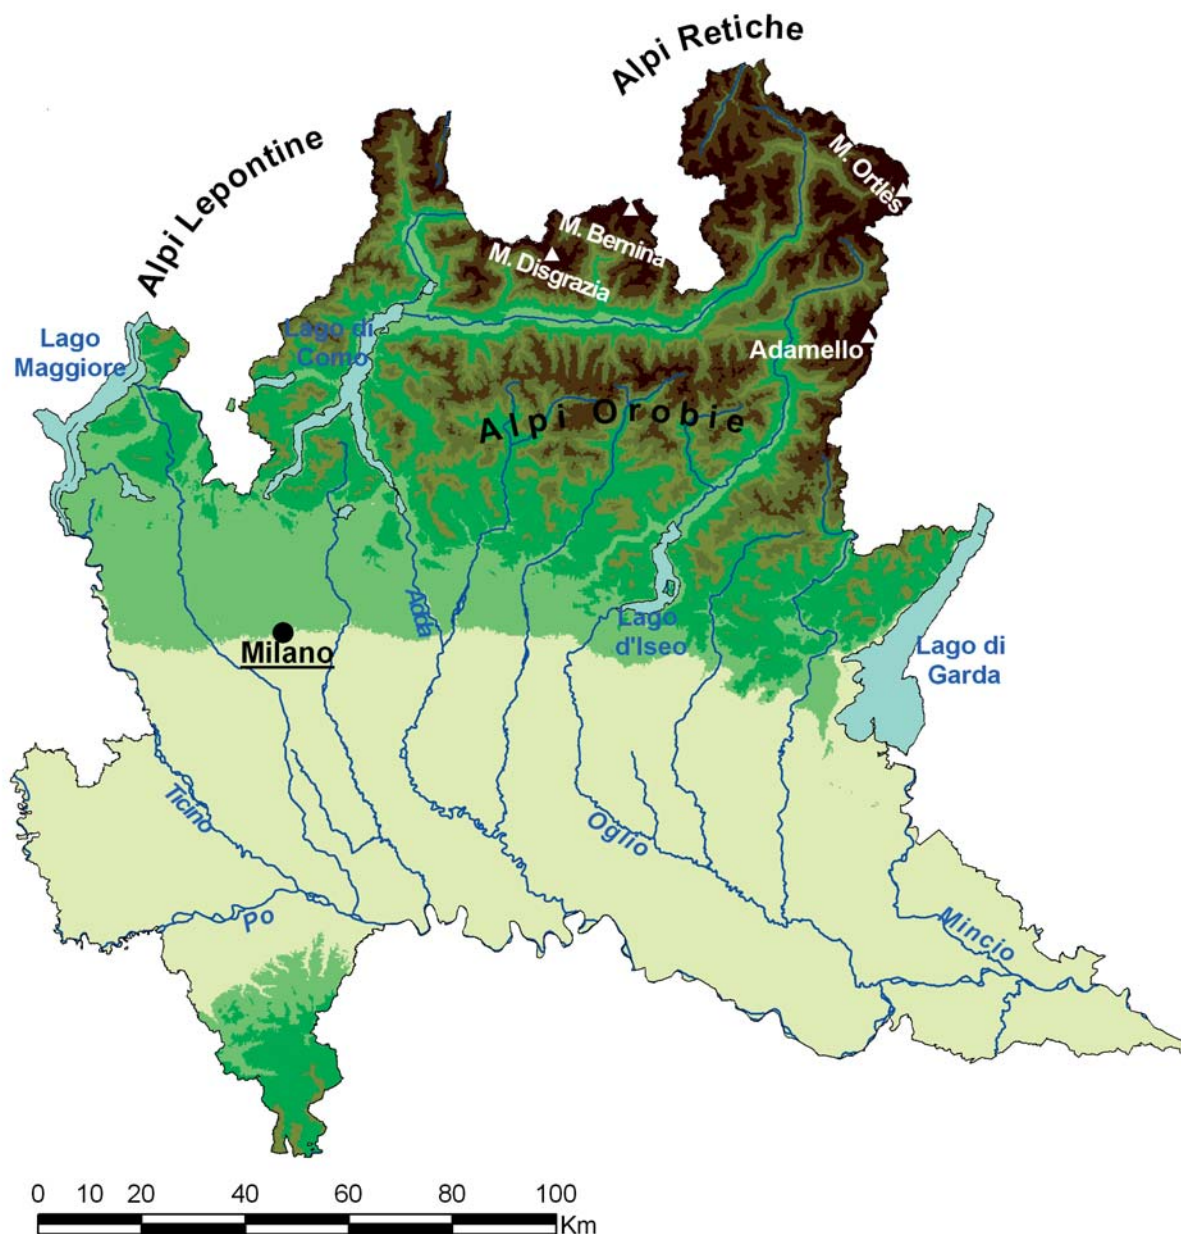 Alpi Retiche
Alpi Lepontine
M. Ortlès
M. Bernina
M. Disgrazia
Lago
Maggiore
Lago di
Como
Adamello
Alpi Orobie
Adda
Lago
d'Iseo
Milano
Lago di
Garda
Ticino
Oglio
Po
Mincio
0 10 20 40 60 80 100
Km